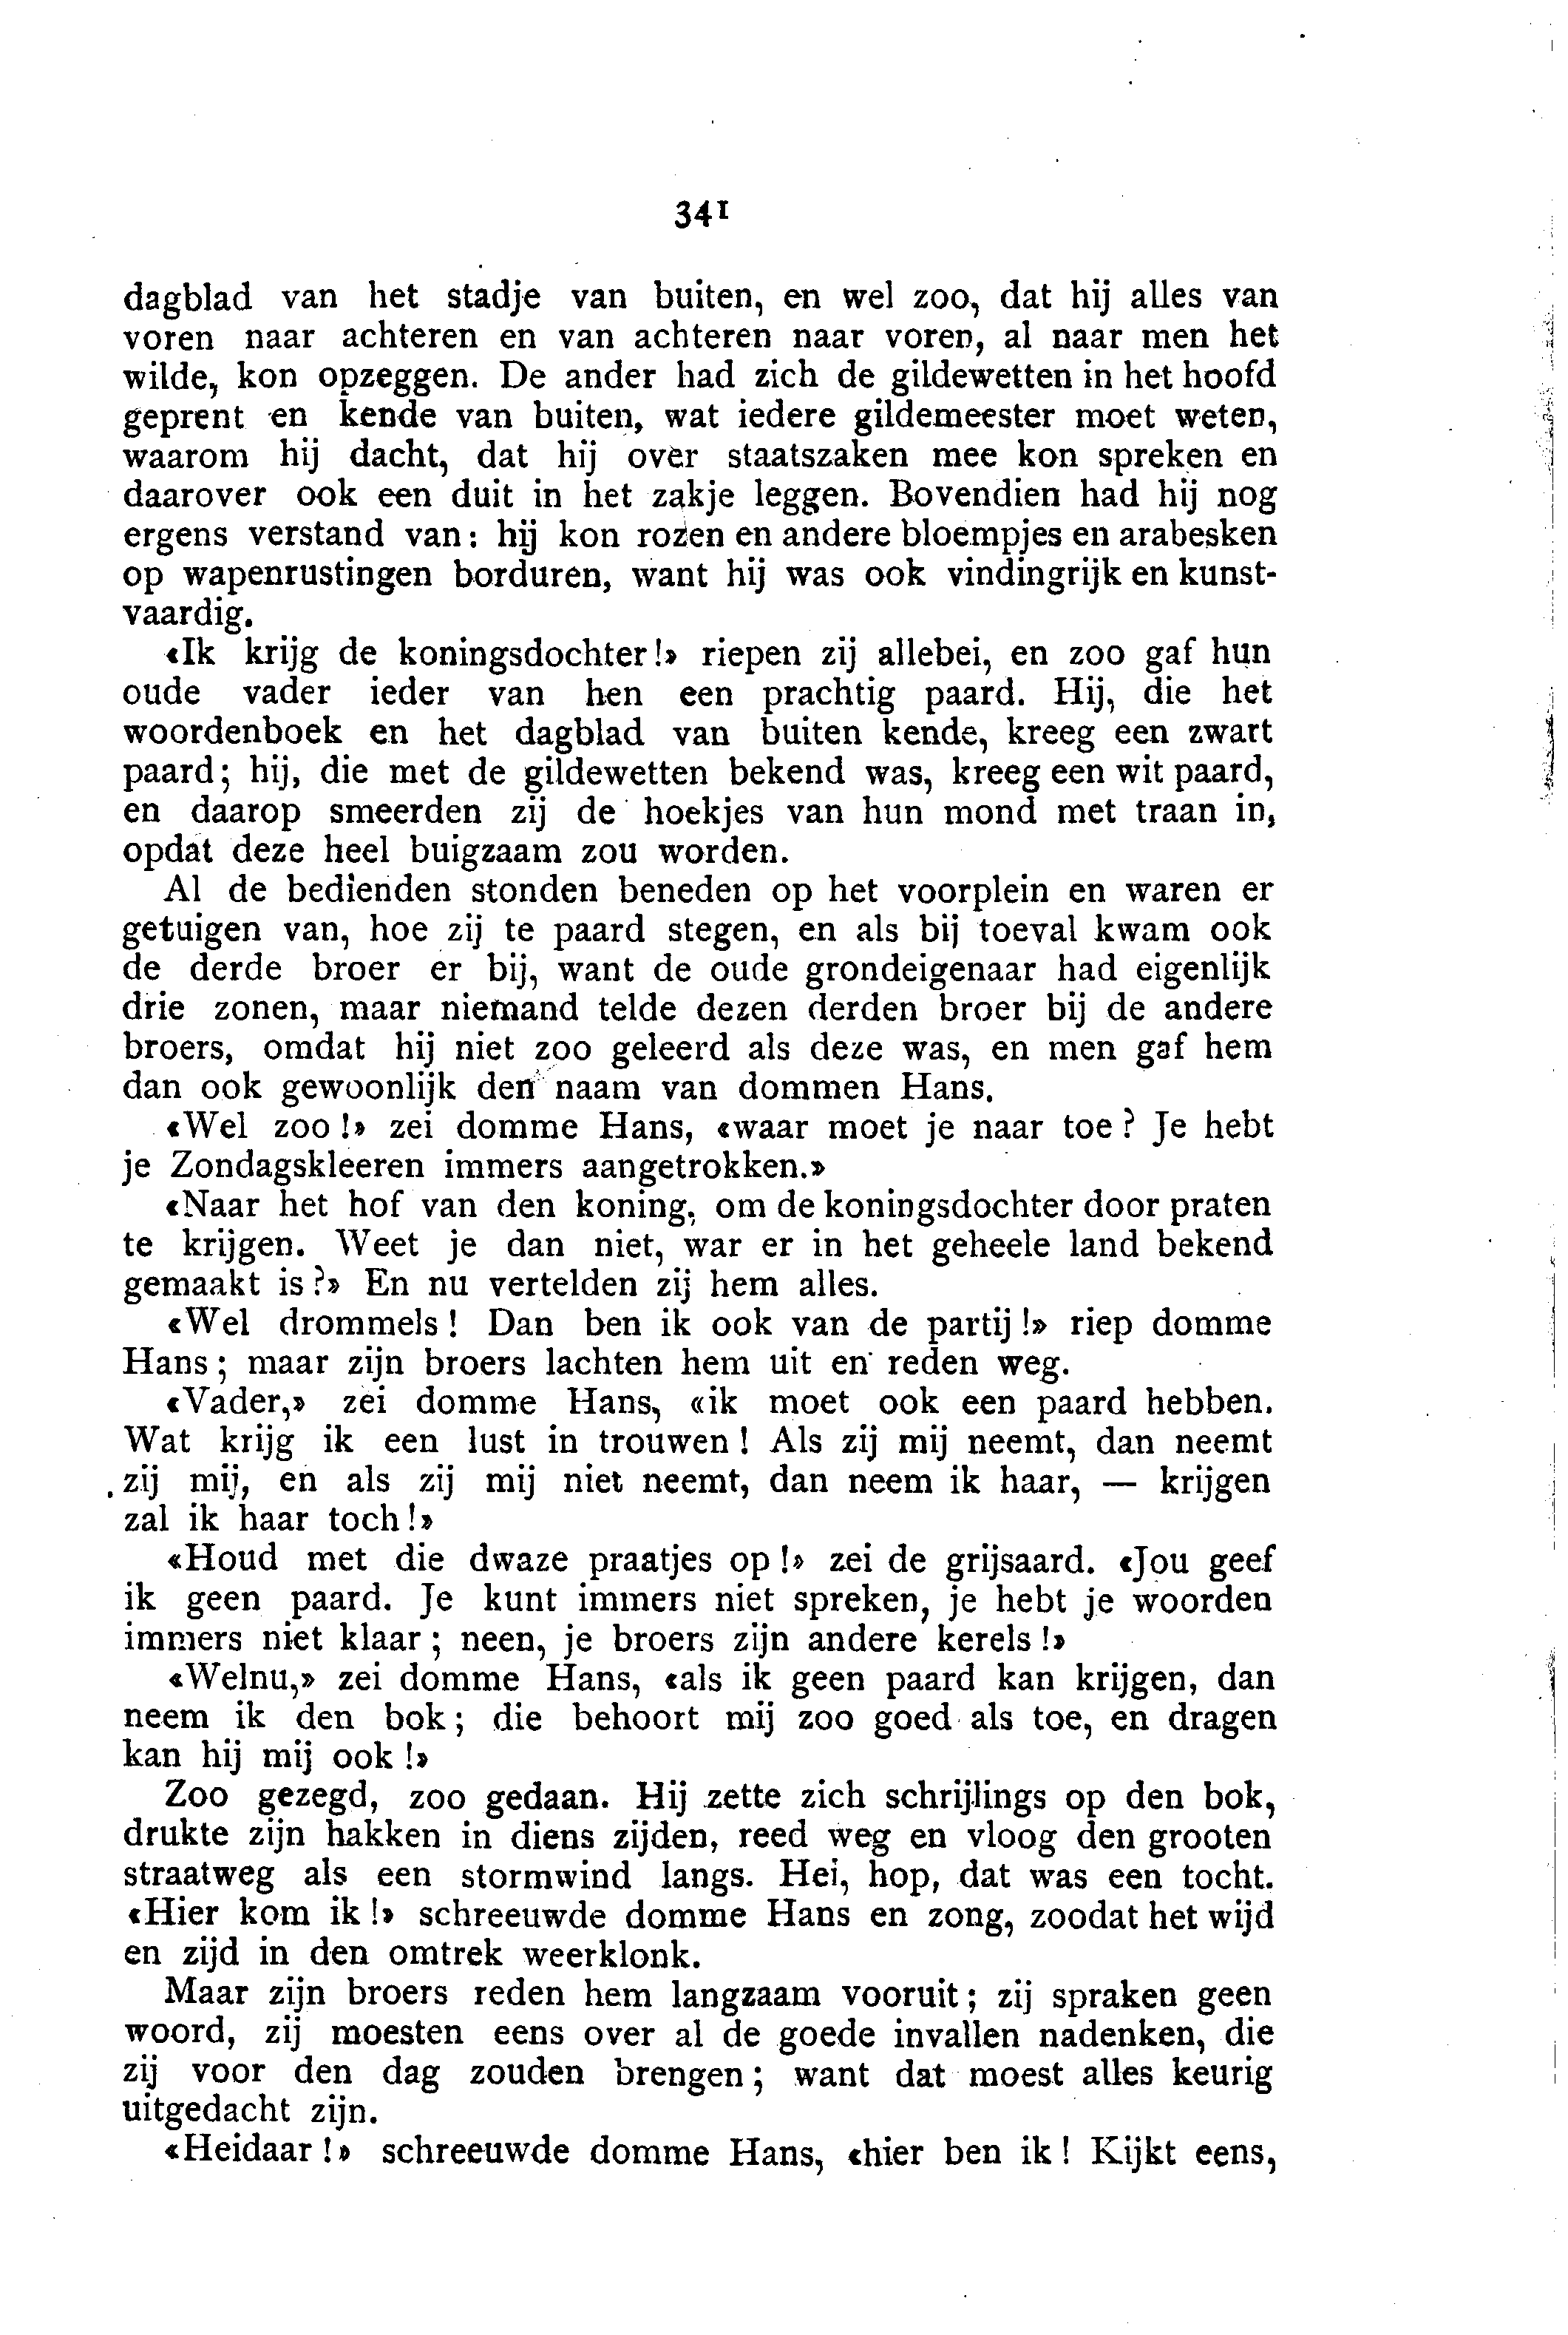 341
dagblad van het stadje van buiten, en wel zoo, dat hij alles van
voren naar achteren en van achteren naar voren, al naar men het
wilde, kon opzeggen. De ander had zich de gildewetten in het hoofd
geprent en kende van buiten, wat iedere gildemeester moet weten,
waarom hij dacht, dat hij over staatszaken mee kon spreken en
daarover ook een duit in het zakje leggen. Bovendien had hij nog
ergens verstand van: hij kon rozen en andere bloempjes en arabesken
op wapenrustingen borduren, want hij was ook vindingrijk en kunst-
vaardig.
«Ik krijg de koningsdochter!» riepen zij allebei, en zoo gaf hun
oude vader ieder van hen een prachtig paard. Hij, die het
woordenboek en het dagblad van buiten kende, kreeg een zwart
paard; hij, die met de gildewetten bekend was, kreeg een wit paard,
en daarop smeerden zij de hoekjes van hun mond met traan in,
opdat deze heel buigzaam zou worden.
Al de bedienden stonden beneden op het voorplein en waren er
getuigen van, hoe zij te paard stegen, en als bij toeval kwam ook
de derde broer er bij, want de oude grondeigenaar had eigenlijk
drie zonen, maar niemand telde dezen derden broer bij de andere
broers, omdat hij niet zoo geleerd als deze was, en men gaf hem
dan ook gewoonlijk den naam van dommen Hans.
«Wel zoo!» zei domme Hans, «waar moet je naar toe? Je hebt
je Zondagskleeren immers aangetrokken.»
«Naar het hof van den koning, om de koningsdochter door praten
te krijgen. Weet je dan niet, war er in het geheele land bekend
gemaakt is?» En nu vertelden zij hem alles.
«Wel drommels! Dan ben ik ook van de partij!» riep domme
Hans; maar zijn broers lachten hem uit en reden weg.
«Vader,» zei domme Hans, «ik moet ook een paard hebben.
Wat krijg ik een lust in trouwen! Als zij mij neemt, dan neemt
zij mij, en als zij mij niet neemt, dan neem ik haar, — krijgen
zal ik haar toch!»
«Houd met die dwaze praatjes op!» zei de grijsaard. «Jou geef
ik geen paard. Je kunt immers niet spreken, je hebt je woorden
immers niet klaar; neen, je broers zijn andere kerels!»
«Welnu,» zei domme Hans, «als ik geen paard kan krijgen, dan
neem ik den bok; die behoort mij zoo goed als toe, en dragen
kan hij mij ook!»
Zoo gezegd, zoo gedaan. Hij zette zich schrijlings op den bok,
drukte zijn hakken in diens zijden, reed weg en vloog den grooten
straatweg als een stormwind langs. Hei, hop, dat was een tocht.
«Hier kom ik!» schreeuwde domme Hans en zong, zoodat het wijd
en zijd in den omtrek weerklonk.
Maar zijn broers reden hem langzaam vooruit; zij spraken geen
woord, zij moesten eens over al de goede invallen nadenken, die
zij voor den dag zouden brengen; want dat moest alles keurig
uitgedacht zijn.
«Heidaar!» schreeuwde domme Hans, «hier ben ik! Kijkt eens,